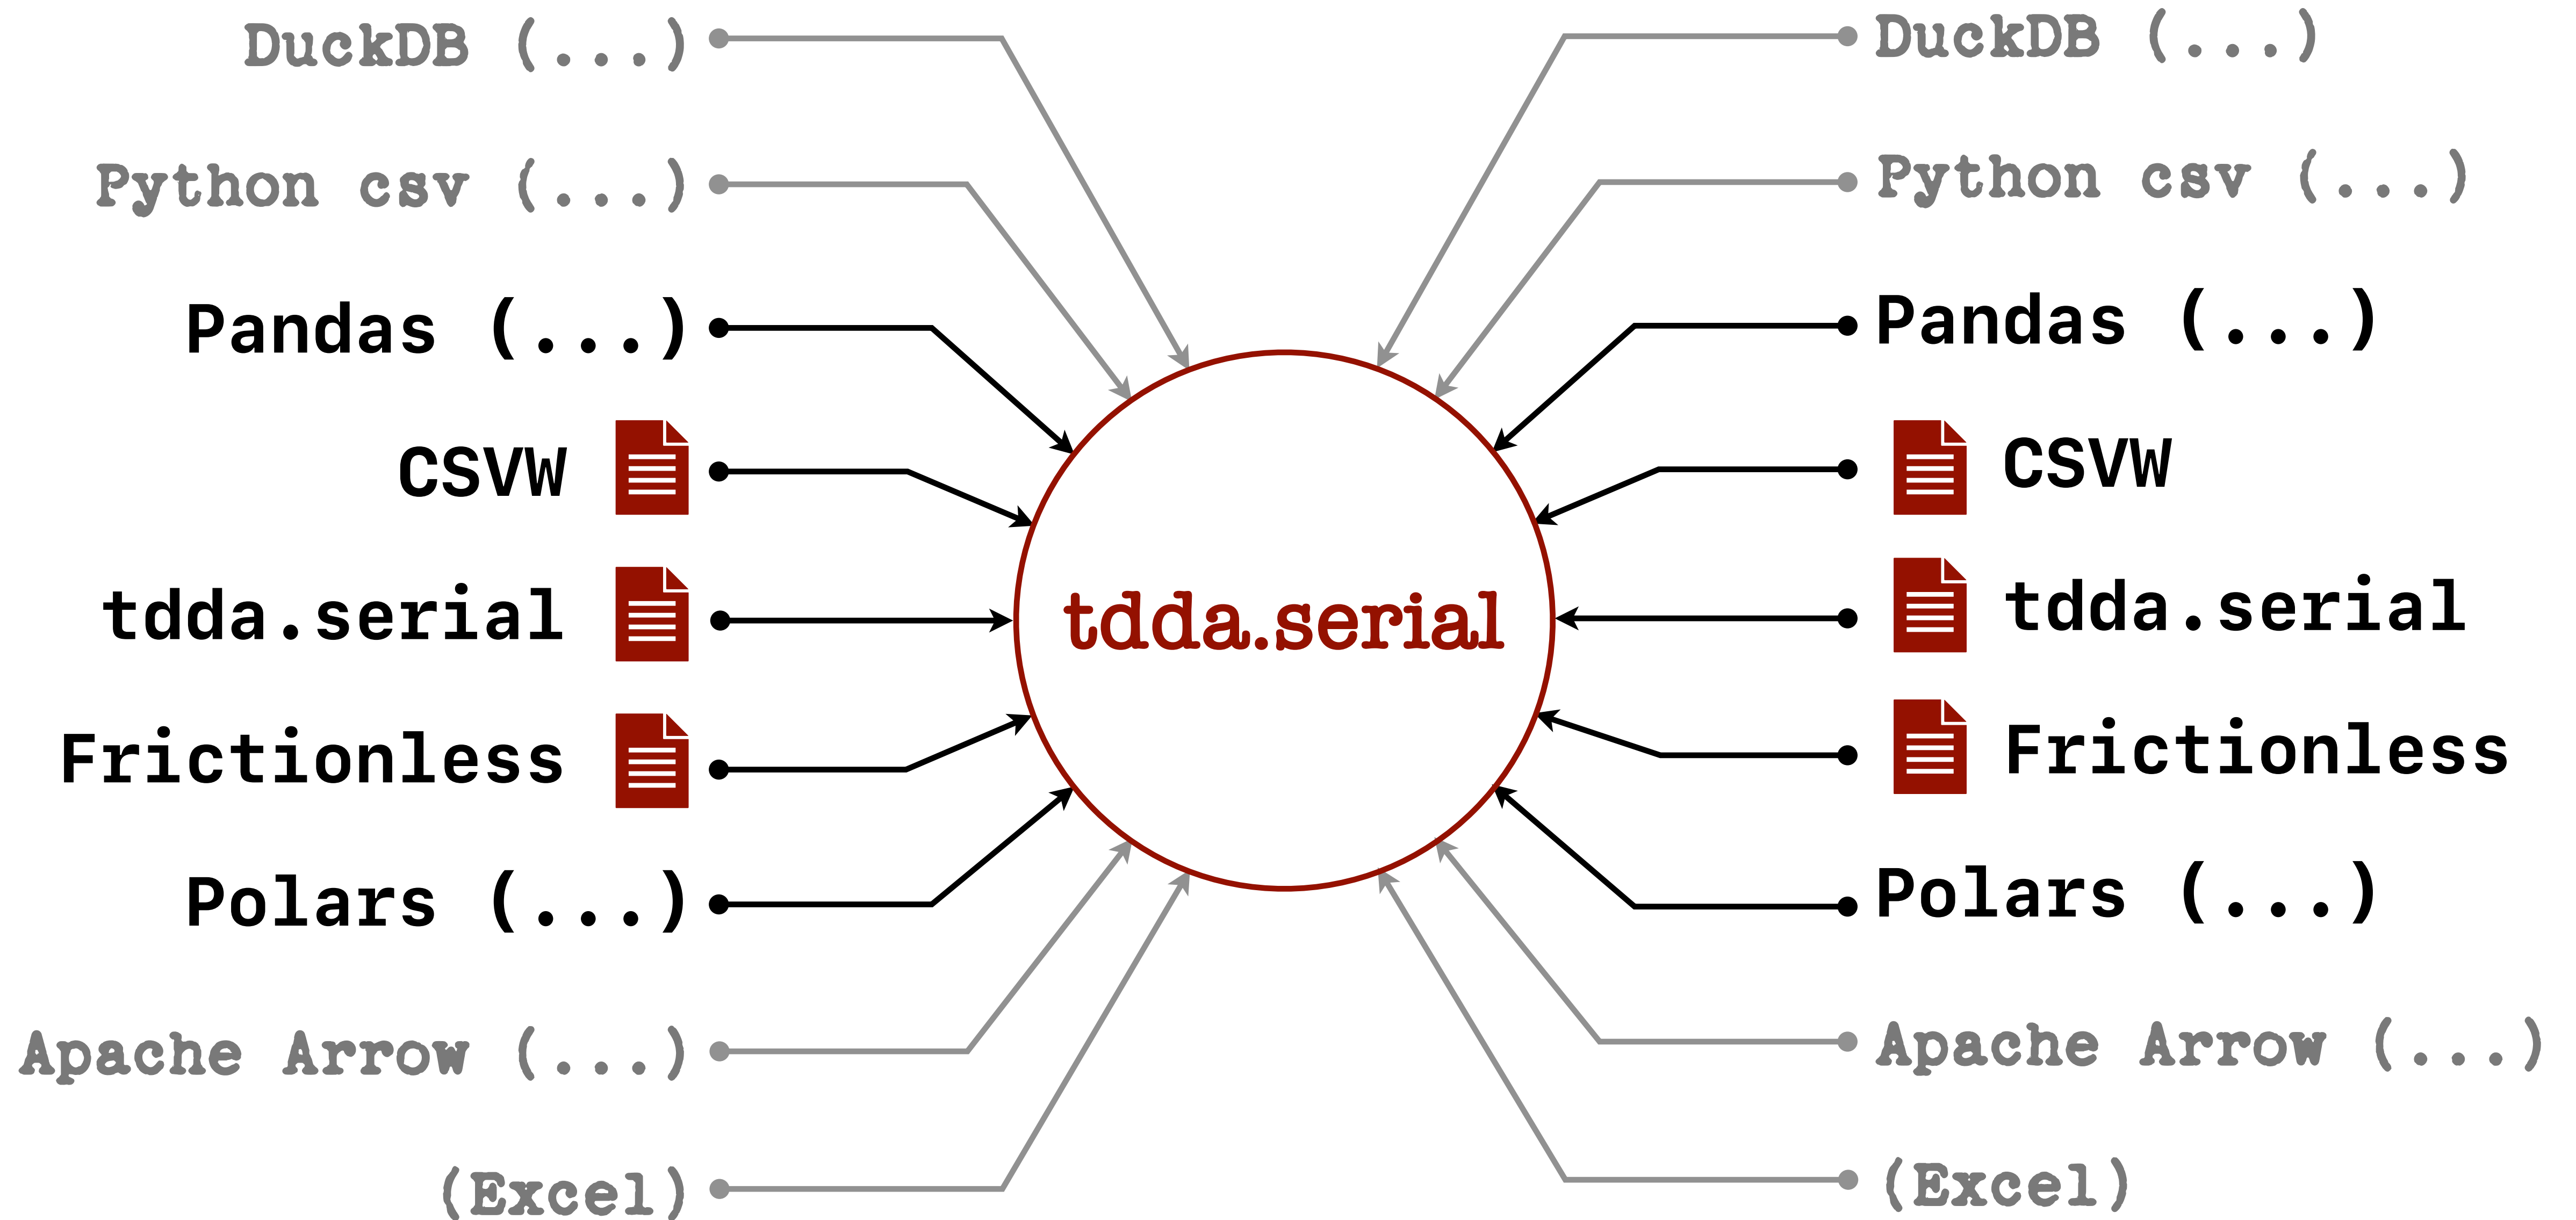 DuckDB (...)
Python csv (...)
Pandas (...)
CSVW
tdda.serial
Frictionless
Polars (...)
Apache Arrow (...)
(Excel)
tdda.serial
DuckDB (...)
Python csv (...)
Pandas (...)
CSVW
tdda.serial
Frictionless
Polars (...)
Apache Arrow (...)
(Excel)